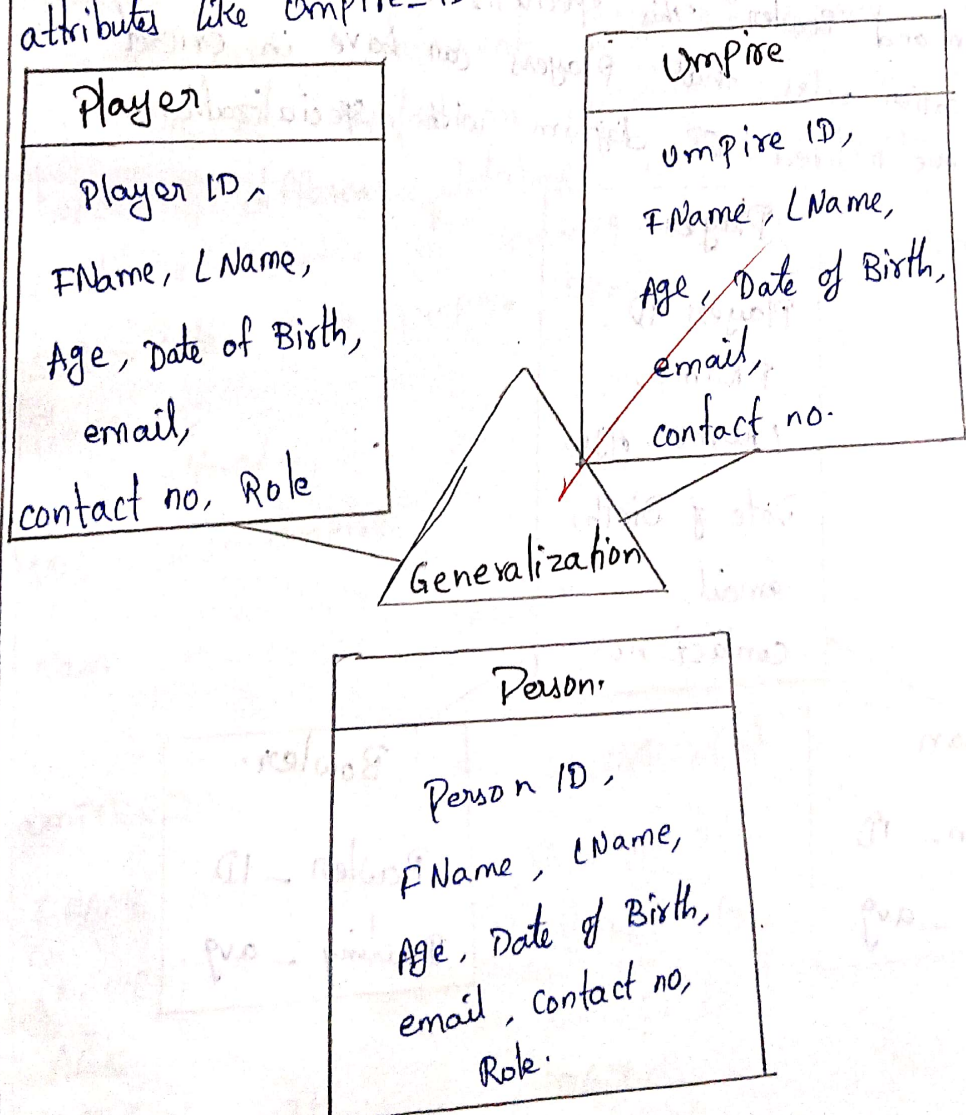 attributes like
Player
Player ID,
FName, LName,
Age, Date of Birth,
email,
contact no, Role
Umpire
Umpire ID,
FName, LName,
Age, Date of Birth,
email,
contact no.
Generalization
Person.
Person ID,
FName, LName,
Age, Date of Birth,
email, Contact no,
Role.